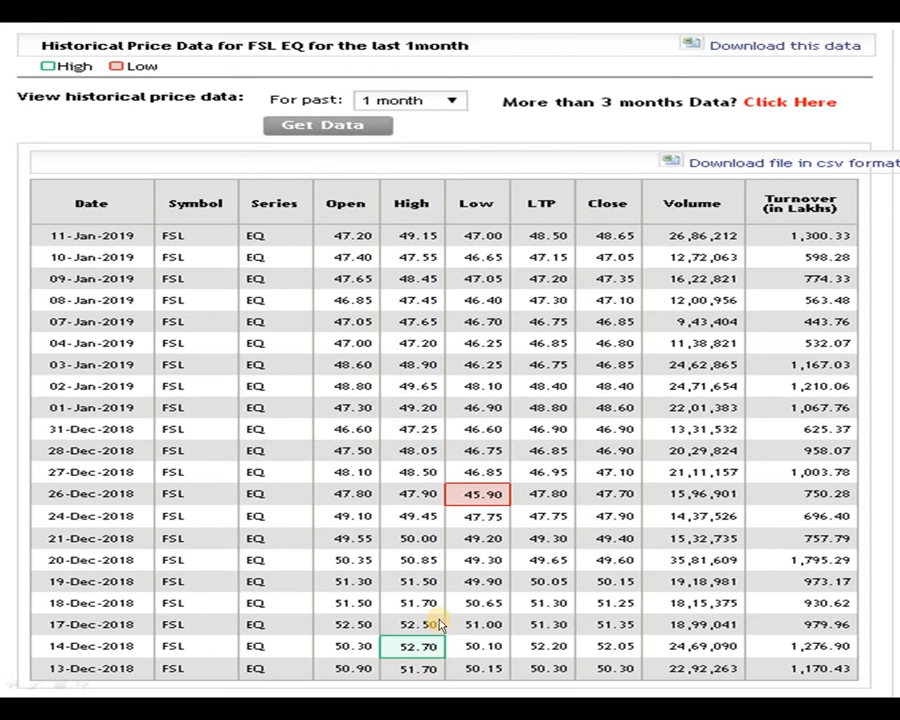 Historical Price Data for FSL EQ for the last 1month Download this data
High Low
View historical price data: For past: 1 month More than 3 months Data? Click Here
Get Data
Download file in csv format
Date Symbol Series Open High Low LTP Close Volume Turnover (in Lakhs)
11-Jan-2019 FSL EQ 47.20 49.15 47.00 48.50 48.65 26,86,212 1,300.33
10-Jan-2019 FSL EQ 47.40 47.55 46.65 47.15 47.05 12,72,063 598.28
09-Jan-2019 FSL EQ 47.65 48.45 47.05 47.20 47.35 16,22,821 774.33
08-Jan-2019 FSL EQ 46.85 47.45 46.40 47.30 47.10 12,00,956 563.48
07-Jan-2019 FSL EQ 47.05 47.65 46.70 46.75 46.85 9,43,404 443.76
04-Jan-2019 FSL EQ 47.00 47.20 46.25 46.85 46.80 11,38,821 532.07
03-Jan-2019 FSL EQ 48.60 48.90 46.25 46.75 46.85 24,62,865 1,167.03
02-Jan-2019 FSL EQ 48.80 49.65 48.10 48.40 48.40 24,71,654 1,210.06
01-Jan-2019 FSL EQ 47.30 49.20 46.90 48.80 48.60 22,01,383 1,067.76
31-Dec-2018 FSL EQ 46.60 47.25 46.60 46.90 46.90 13,31,532 625.37
28-Dec-2018 FSL EQ 47.50 48.05 46.75 46.85 46.90 20,29,824 958.07
27-Dec-2018 FSL EQ 48.10 48.50 46.85 46.95 47.10 21,11,157 1,003.78
26-Dec-2018 FSL EQ 47.80 47.90 45.90 47.80 47.70 15,96,901 750.28
24-Dec-2018 FSL EQ 49.10 49.45 47.75 47.75 47.90 14,37,526 696.40
21-Dec-2018 FSL EQ 49.55 50.00 49.20 49.30 49.40 15,32,735 757.79
20-Dec-2018 FSL EQ 50.35 50.85 49.30 49.65 49.60 35,81,609 1,795.29
19-Dec-2018 FSL EQ 51.30 51.50 49.90 50.05 50.15 19,18,981 973.17
18-Dec-2018 FSL EQ 51.50 51.70 50.65 51.30 51.25 18,15,375 930.62
17-Dec-2018 FSL EQ 52.50 52.50 51.00 51.30 51.35 18,99,041 979.96
14-Dec-2018 FSL EQ 50.30 52.70 50.10 52.20 52.05 24,69,090 1,276.90
13-Dec-2018 FSL EQ 50.90 51.70 50.15 50.30 50.30 22,92,263 1,170.43